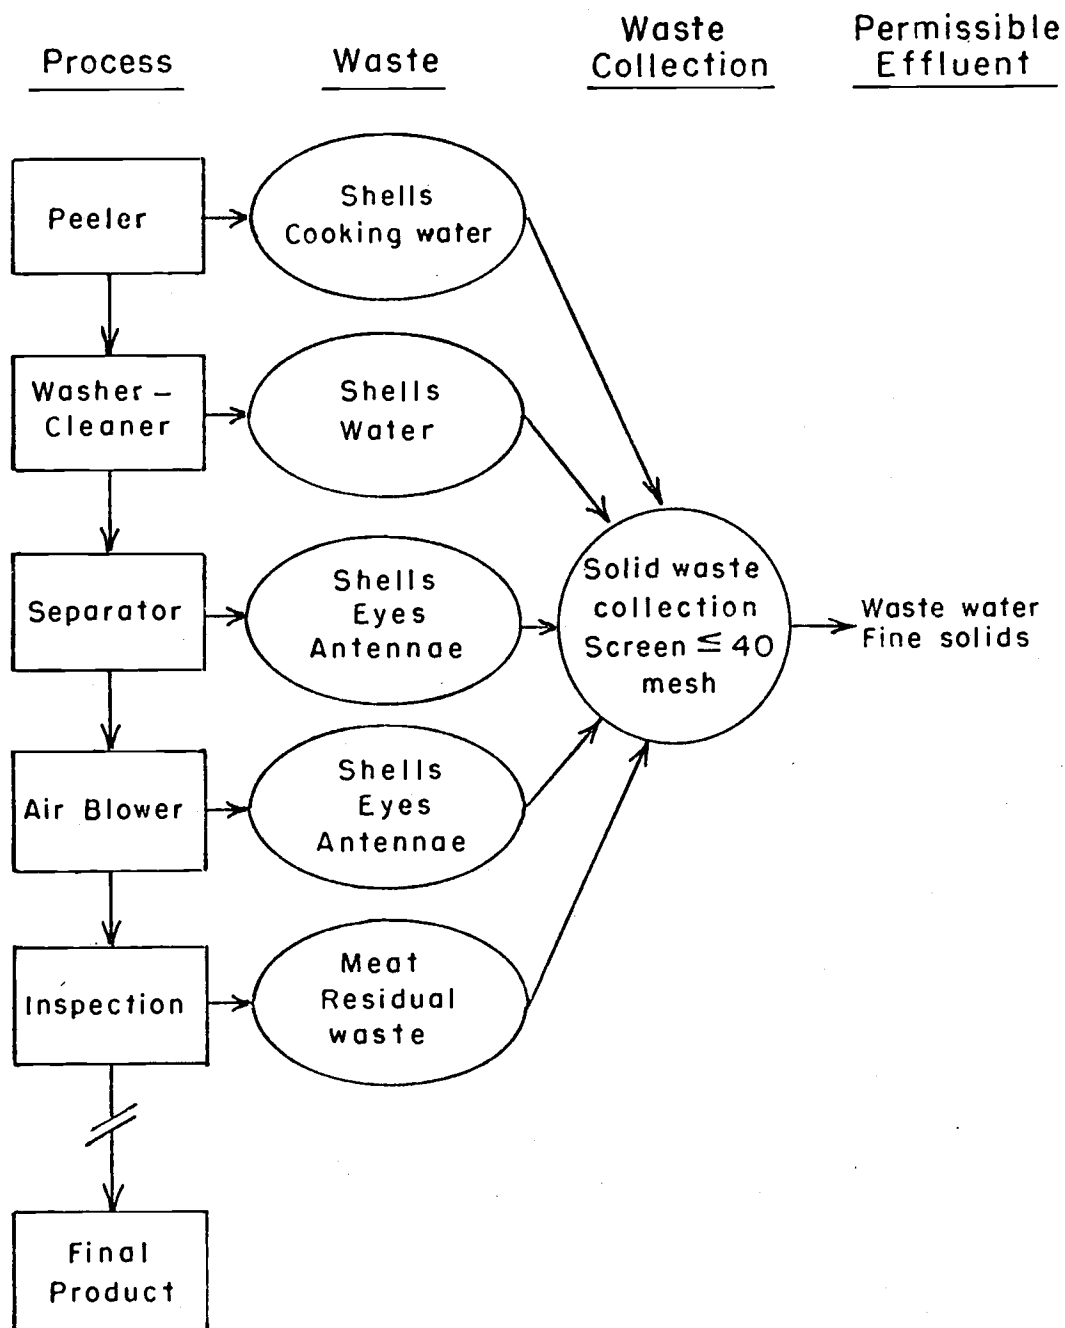 Process
Waste
Waste
Collection
Permissible
Effluent
Peeler
Shells
Cooking water
Washer –
Cleaner
Shells
Water
Separator
Shells
Eyes
Antennae
Solid waste
collection
Screen ≤ 40
mesh
Waste water
Fine solids
Air Blower
Shells
Eyes
Antennae
Inspection
Meat
Residual
waste
Final
Product